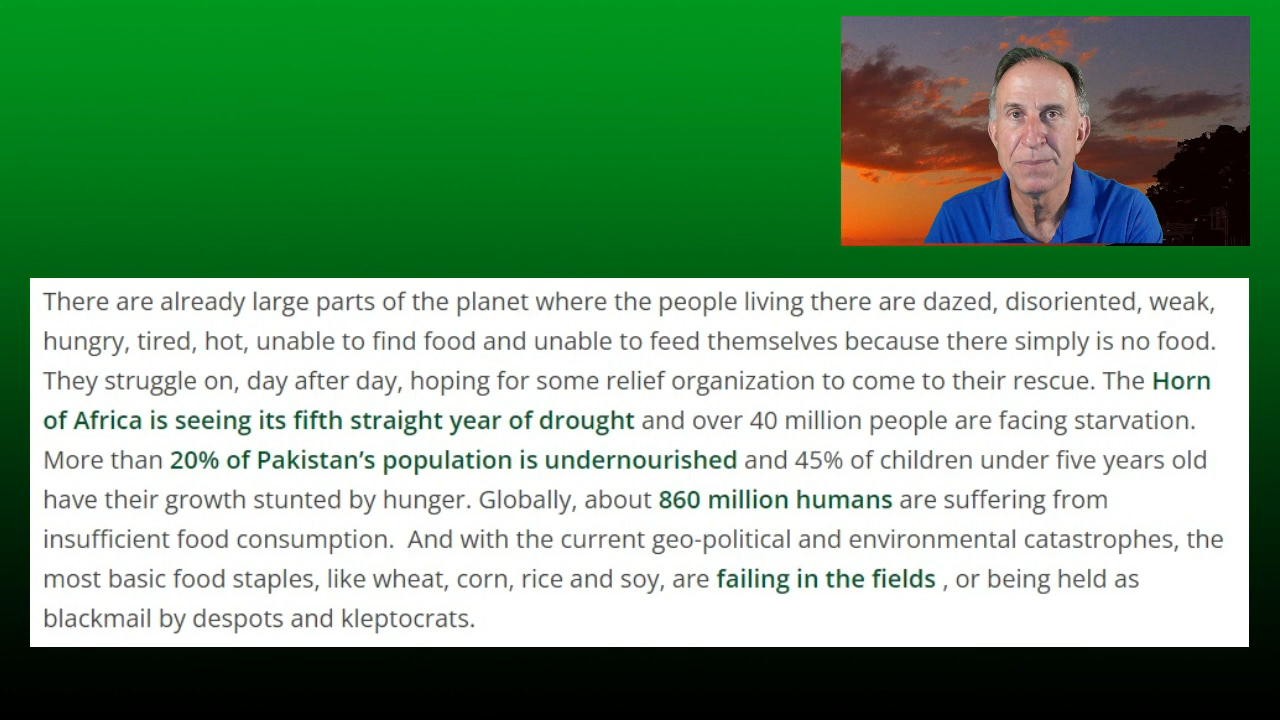 There are already large parts of the planet where the people living there are dazed, disoriented, weak,
hungry, tired, hot, unable to find food and unable to feed themselves because there simply is no food.
They struggle on, day after day, hoping for some relief organization to come to their rescue. The Horn
of Africa is seeing its fifth straight year of drought and over 40 million people are facing starvation.
More than 20% of Pakistan’s population is undernourished and 45% of children under five years old
have their growth stunted by hunger. Globally, about 860 million humans are suffering from
insufficient food consumption.  And with the current geo-political and environmental catastrophes, the
most basic food staples, like wheat, corn, rice and soy, are failing in the fields , or being held as
blackmail by despots and kleptocrats.